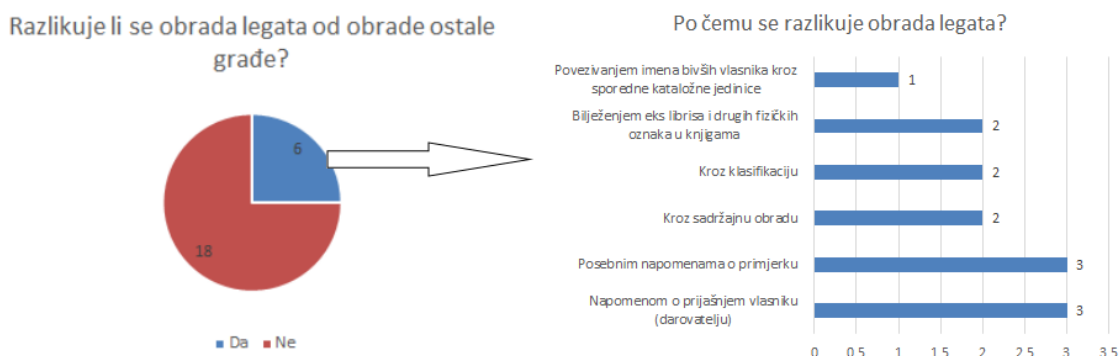 Razlikuje li se obrada legata od obrade ostale
građe?
6
18
Da Ne
Po čemu se razlikuje obrada legata?
Povezivanjem imena bivših vlasnika kroz
sporedne kataložne jedinice
1
Bilježenjem eks librisa i drugih fizičkih
oznaka u knjigama
2
Kroz klasifikaciju
2
Kroz sadržajnu obradu
2
Posebnim napomenama o primjerku
3
Napomenom o prijašnjem vlasniku
(darovatelju)
3
0 0.5 1 1.5 2 2.5 3 3.5